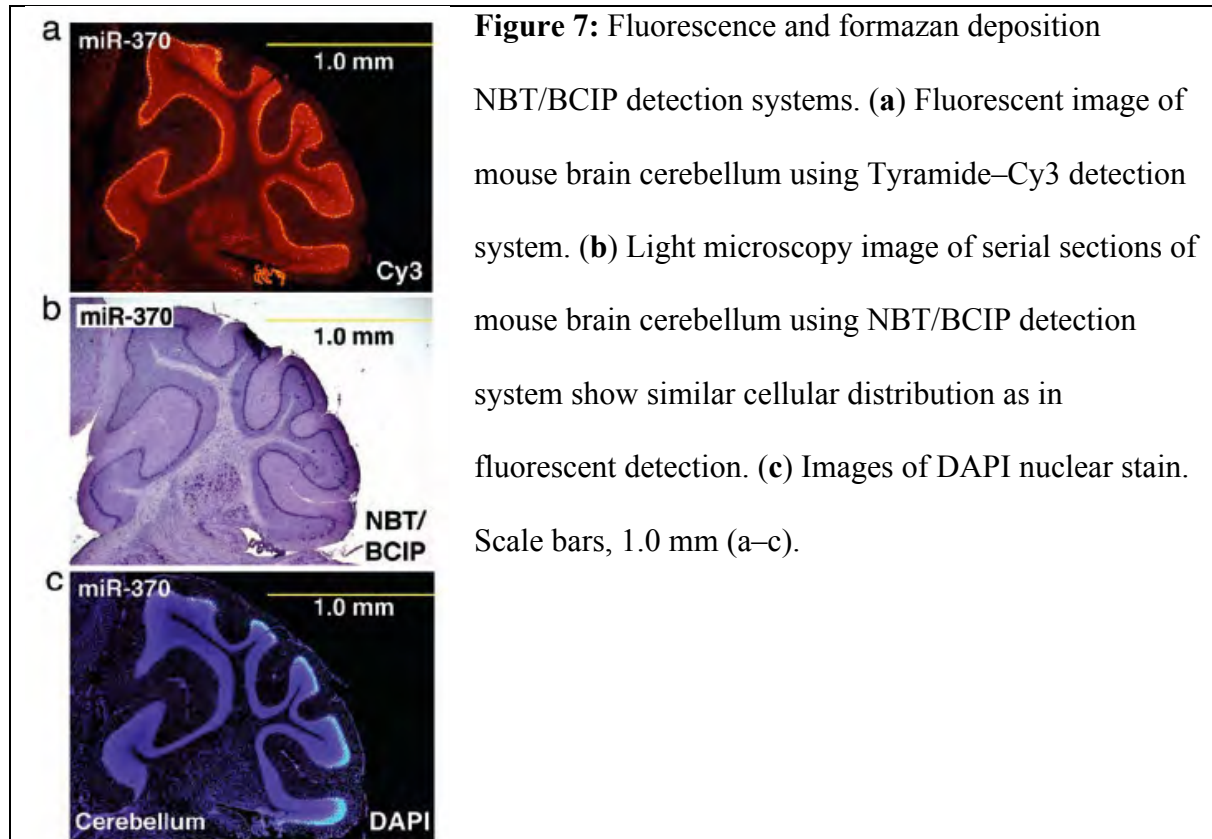 a
miR-370
1.0 mm
Cy3
b
miR-370
1.0 mm
NBT/
BCIP
c
miR-370
1.0 mm
Cerebellum
DAPI
Figure 7: Fluorescence and formazan deposition
NBT/BCIP detection systems. (a) Fluorescent image of
mouse brain cerebellum using Tyramide–Cy3 detection
system. (b) Light microscopy image of serial sections of
mouse brain cerebellum using NBT/BCIP detection
system show similar cellular distribution as in
fluorescent detection. (c) Images of DAPI nuclear stain.
Scale bars, 1.0 mm (a–c).